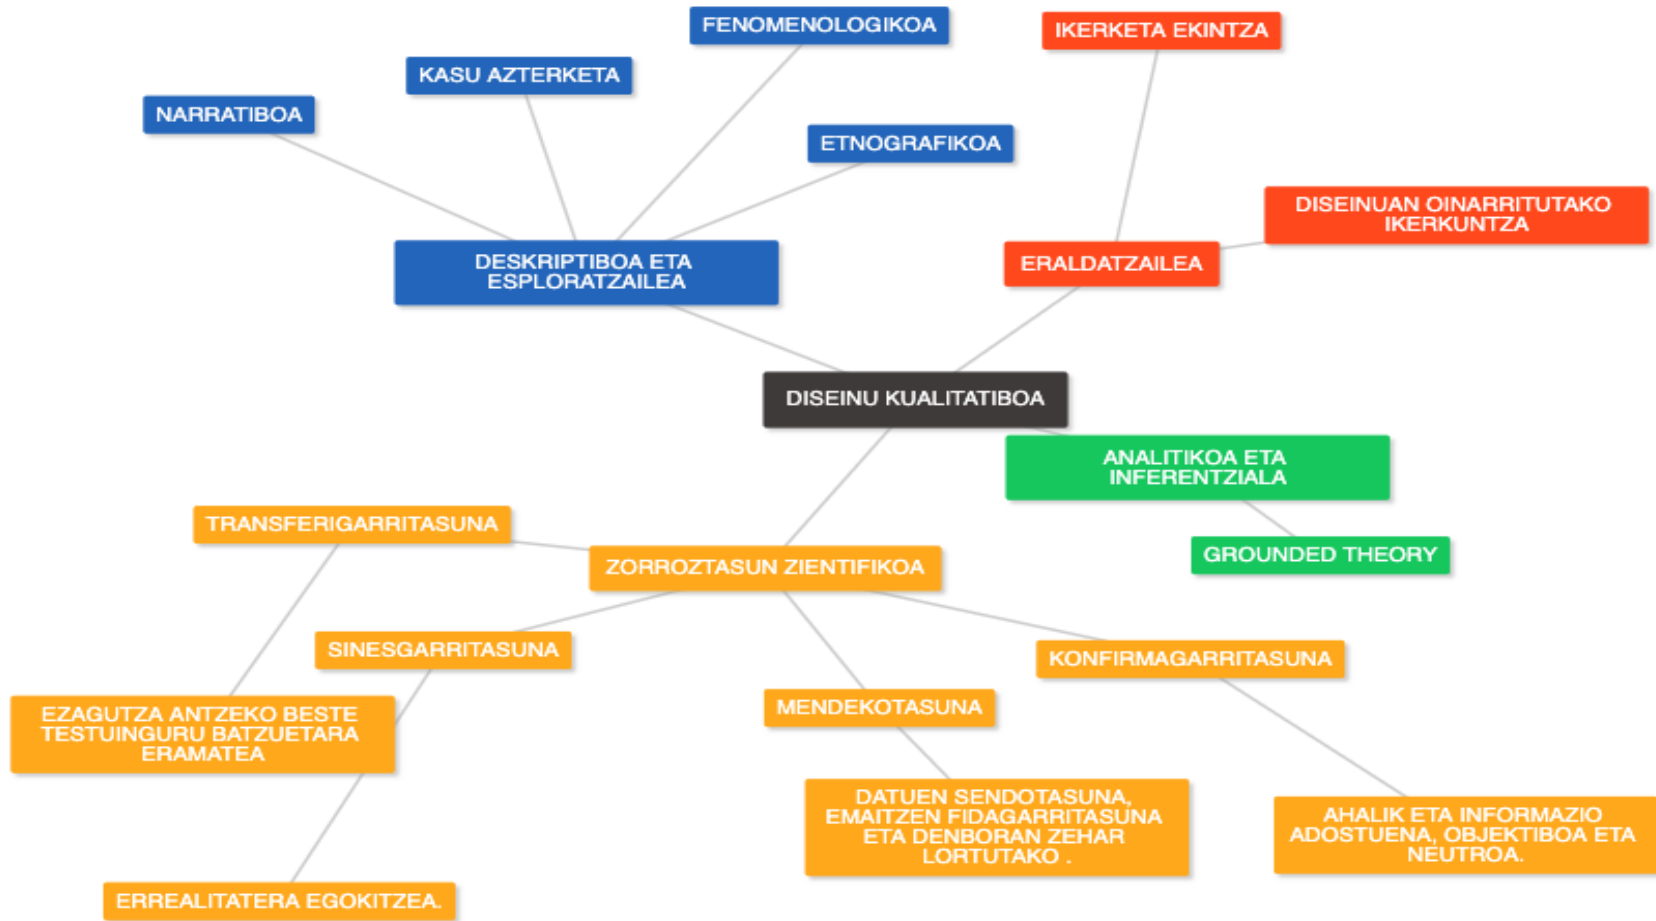 FENOMENOLOGIKOA
IKERKETA EKINTZA
KASU AZTERKETA
NARRATIBOA
ETNOGRAFIKOA
DISEINUAN OINARRITUTAKO
IKERKUNTZA
DESKRIPTIBOA ETA
ESPLORATZAILEA
ERALDATZAILEA
DISEINU KUALITATIBOA
ANALITIKOA ETA
INFERENTZIALA
TRANSFERIGARRITASUNA
GROUNDED THEORY
ZORROZTASUN ZIENTIFIKOA
SINESGARRITASUNA
KONFIRMAGARRITASUNA
MENDEKOTASUNA
EZAGUTZA ANTZEKO BESTE
TESTUINGURU BATZUETARA
ERAMATEA
DATUEN SENDOTASUNA,
EMAITZEN FIDAGARRITASUNA
ETA DENBORAN ZEHAR
LORTUTAKO .
AHALIK ETA INFORMAZIO
ADOSTUENA, OBJEKTIBOA ETA
NEUTROA.
ERREALITATERA EGOKITZEA.